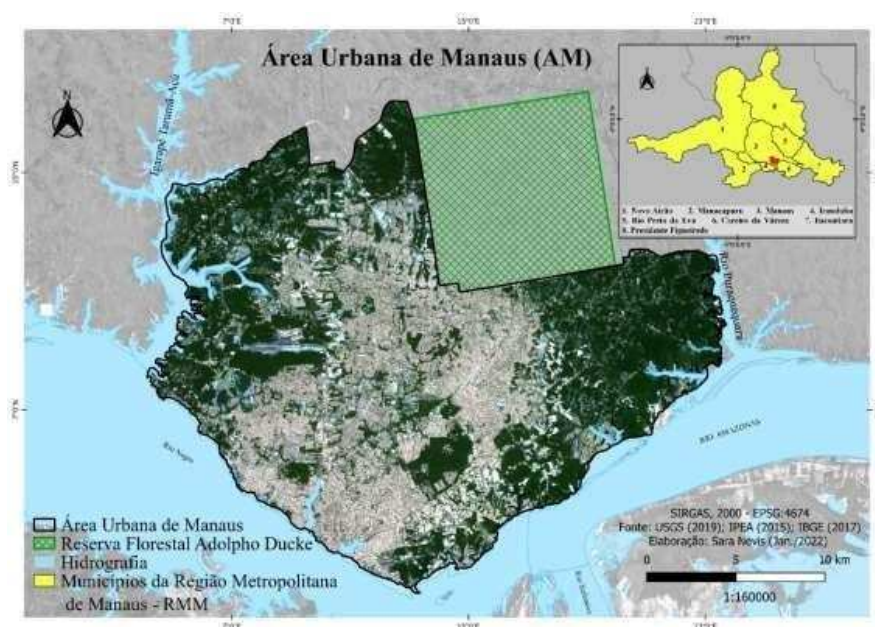 Área Urbana de Manaus (AM)
N
Igarapé Tarumã-Açú
1. Novo Airão 2. Manacapuru 3. Manaus 4. Iranduba
5. Rio Preto da Eva 6. Careiro da Várzea 7. Itacoatiara
8. Presidente Figueiredo
Rio Puraquequara
Rio Negro
RIO AMAZONAS
Área Urbana de Manaus
Reserva Florestal Adolpho Ducke
Hidrografia
Municípios da Região Metropolitana
de Manaus - RMM
SIRGAS, 2000 - EPSG:4674
Fonte: USGS (2019); IPEA (2015); IBGE (2017)
Elaboração: Sara Nevis (Jan./2022)
0 5 10 km
1:160000